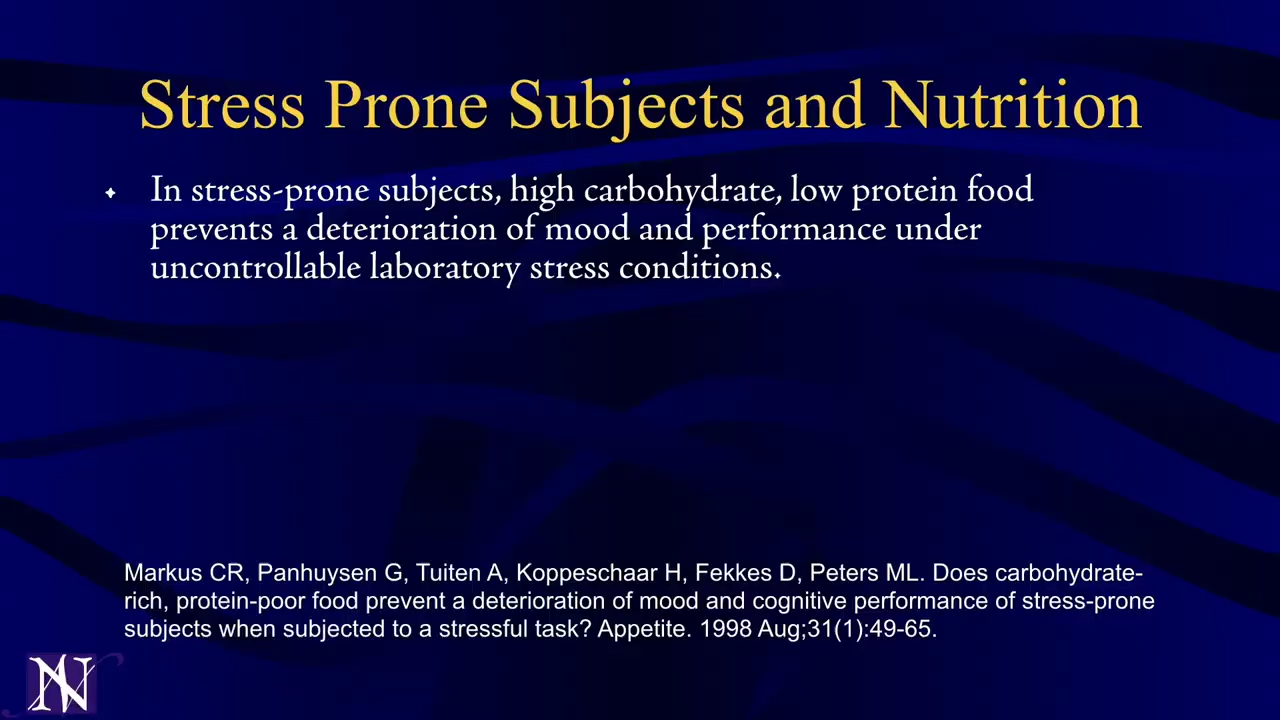 Stress Prone Subjects and Nutrition
In stress-prone subjects, high carbohydrate, low protein food
prevents a deterioration of mood and performance under
uncontrollable laboratory stress conditions.
Markus CR, Panhuysen G, Tuiten A, Koppeschaar H, Fekkes D, Peters ML. Does carbohydrate-
rich, protein-poor food prevent a deterioration of mood and cognitive performance of stress-prone
subjects when subjected to a stressful task? Appetite. 1998 Aug;31(1):49-65.